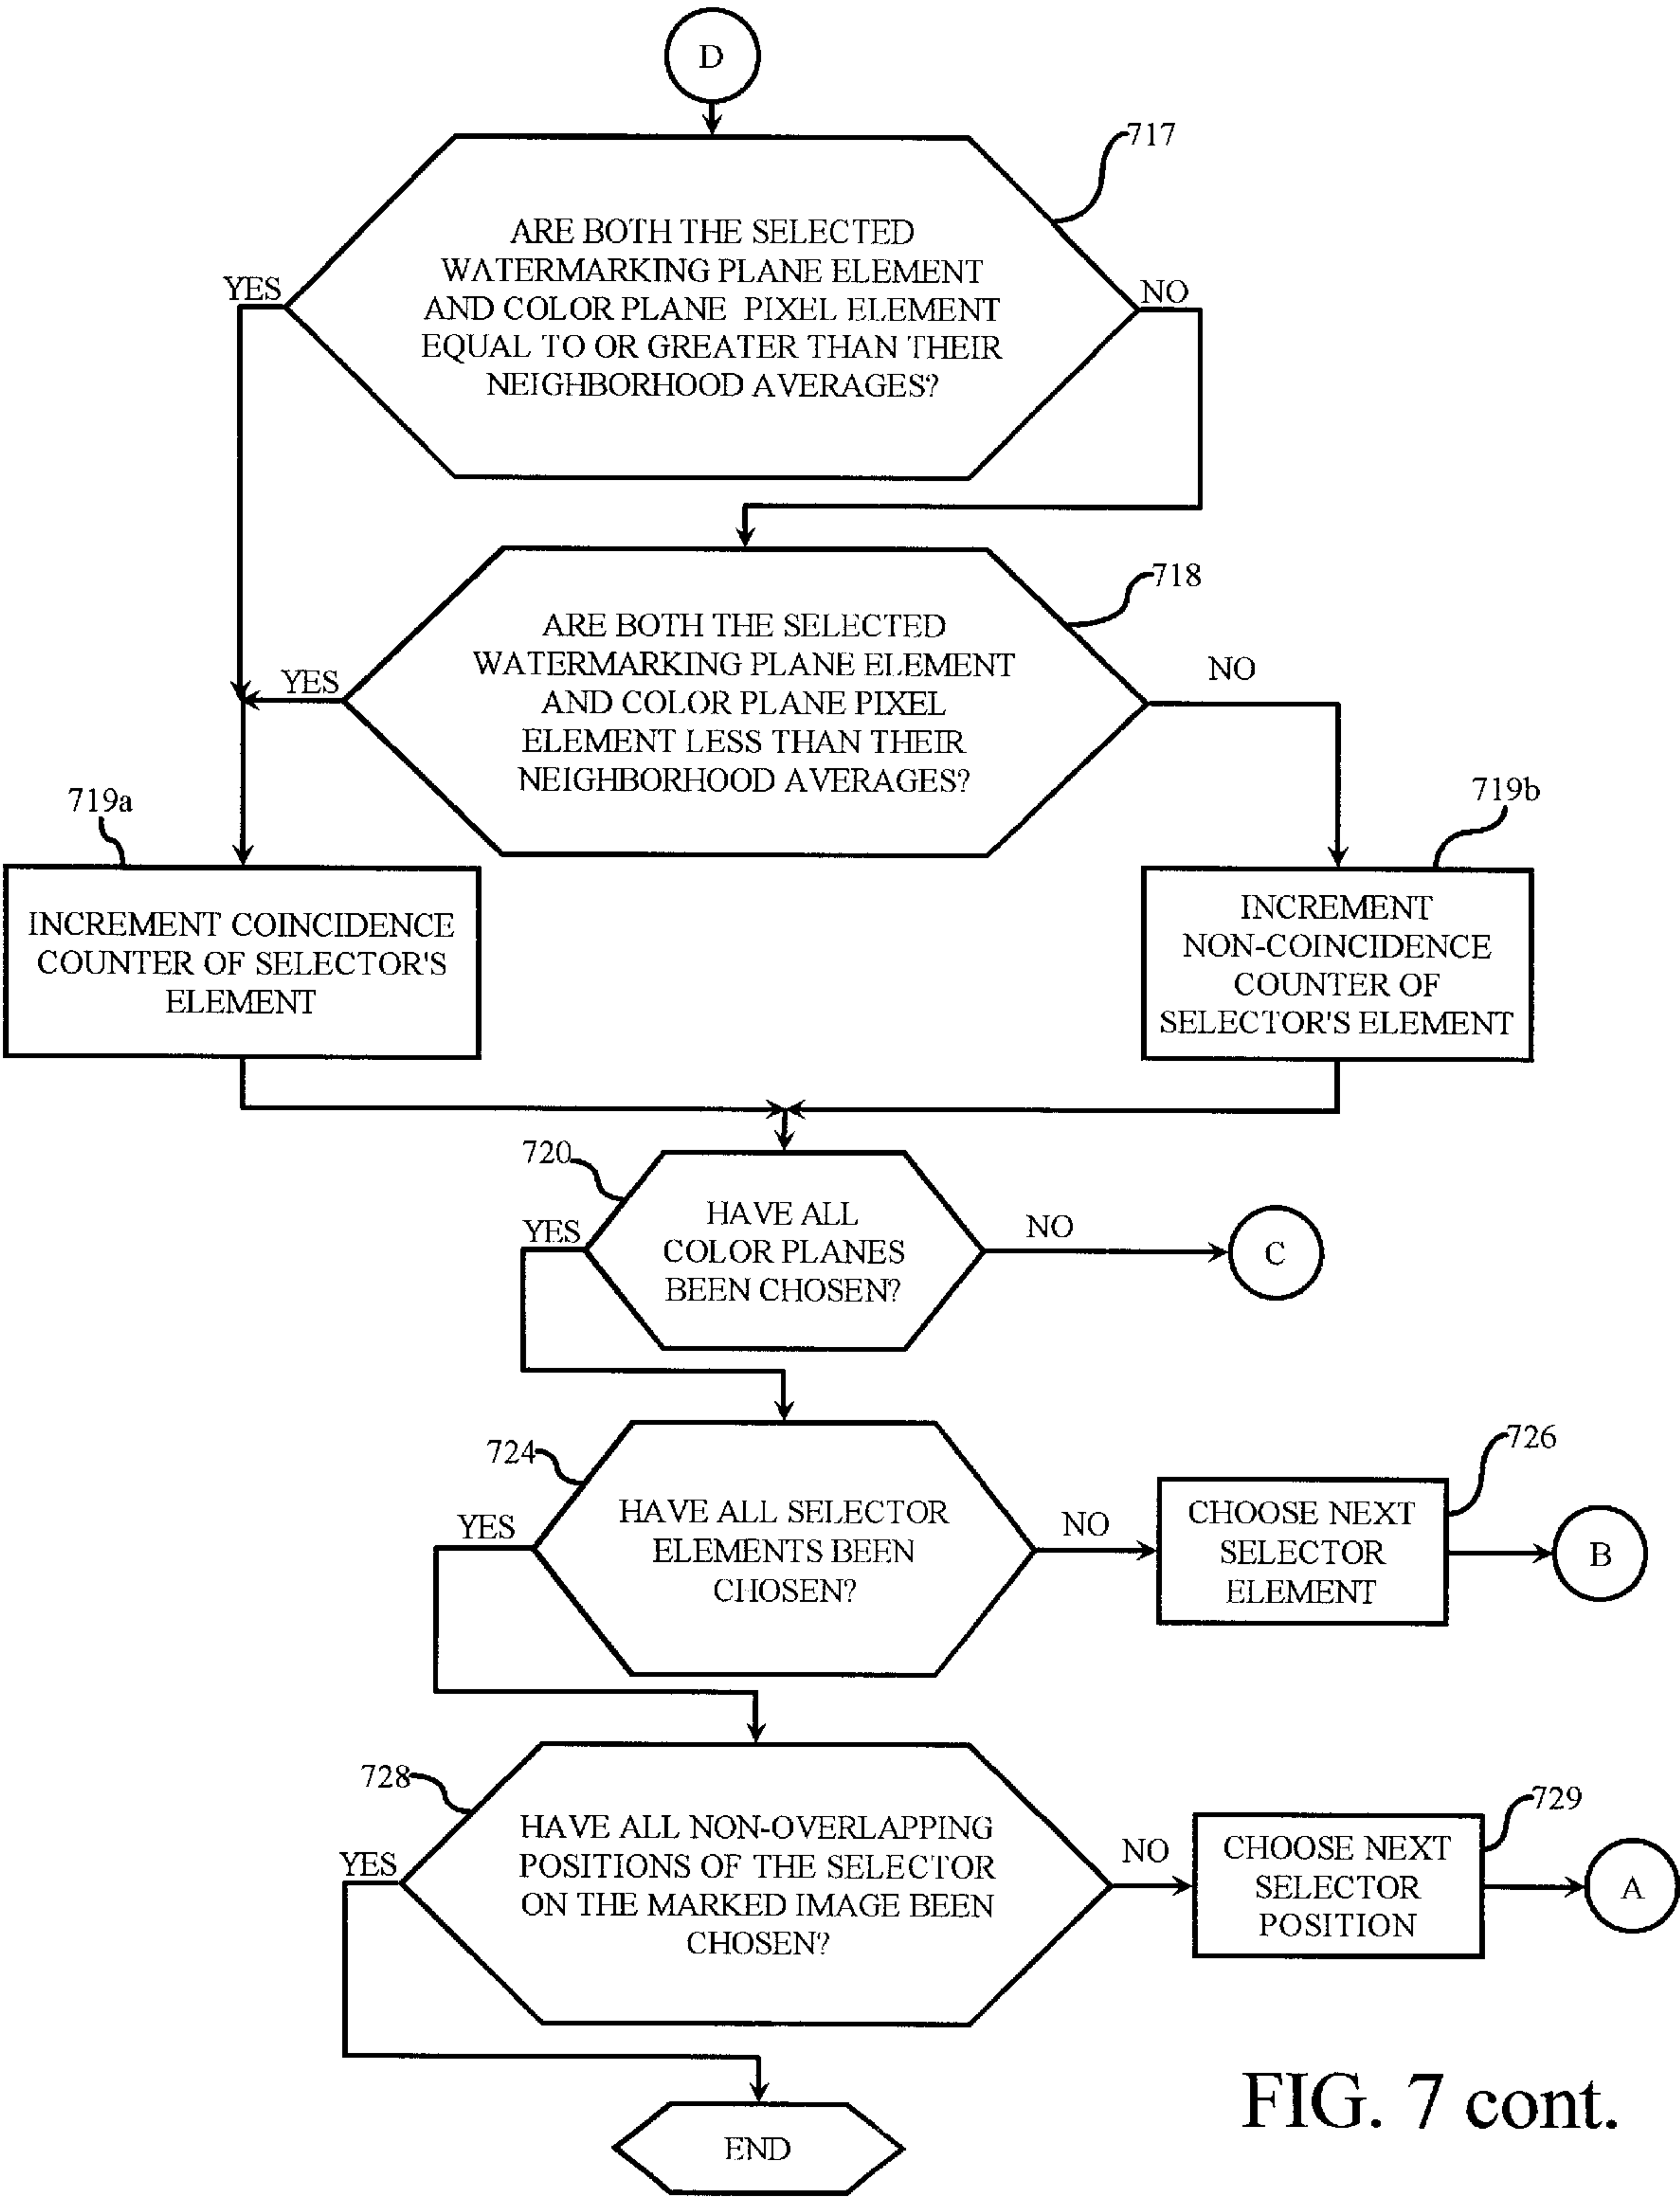 D
717
ARE BOTH THE SELECTED
WATERMARKING PLANE ELEMENT
AND COLOR PLANE PIXEL ELEMENT
EQUAL TO OR GREATER THAN THEIR
NEIGHBORHOOD AVERAGES?
YES
NO
718
ARE BOTH THE SELECTED
WATERMARKING PLANE ELEMENT
AND COLOR PLANE PIXEL
ELEMENT LESS THAN THEIR
NEIGHBORHOOD AVERAGES?
YES
NO
719a
INCREMENT COINCIDENCE
COUNTER OF SELECTOR'S
ELEMENT
719b
INCREMENT
NON-COINCIDENCE
COUNTER OF
SELECTOR'S ELEMENT
720
HAVE ALL
COLOR PLANES
BEEN CHOSEN?
YES
NO
C
724
HAVE ALL SELECTOR
ELEMENTS BEEN
CHOSEN?
YES
NO
726
CHOOSE NEXT
SELECTOR
ELEMENT
B
728
HAVE ALL NON-OVERLAPPING
POSITIONS OF THE SELECTOR
ON THE MARKED IMAGE BEEN
CHOSEN?
YES
NO
729
CHOOSE NEXT
SELECTOR
POSITION
A
END
FIG. 7 cont.